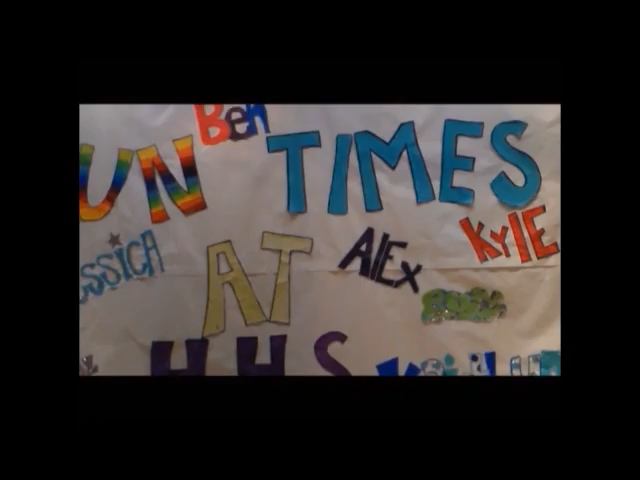 Ben
UN TIMES
KYLE
SSICA
AT
AlEx
HHS